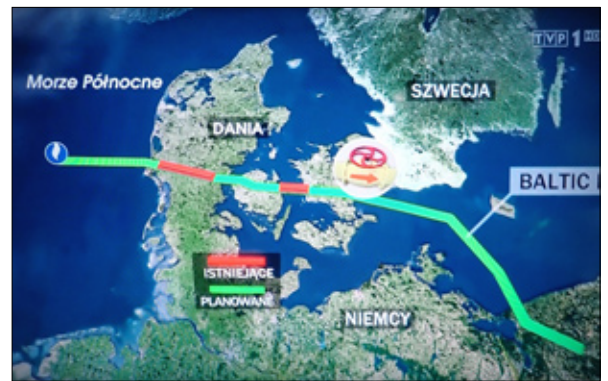 TVP 1 HD
Morze Północne
SZWECJA
DANIA
BALTIC
ISTNIEJĄCE
PLANOWANE
NIEMCY